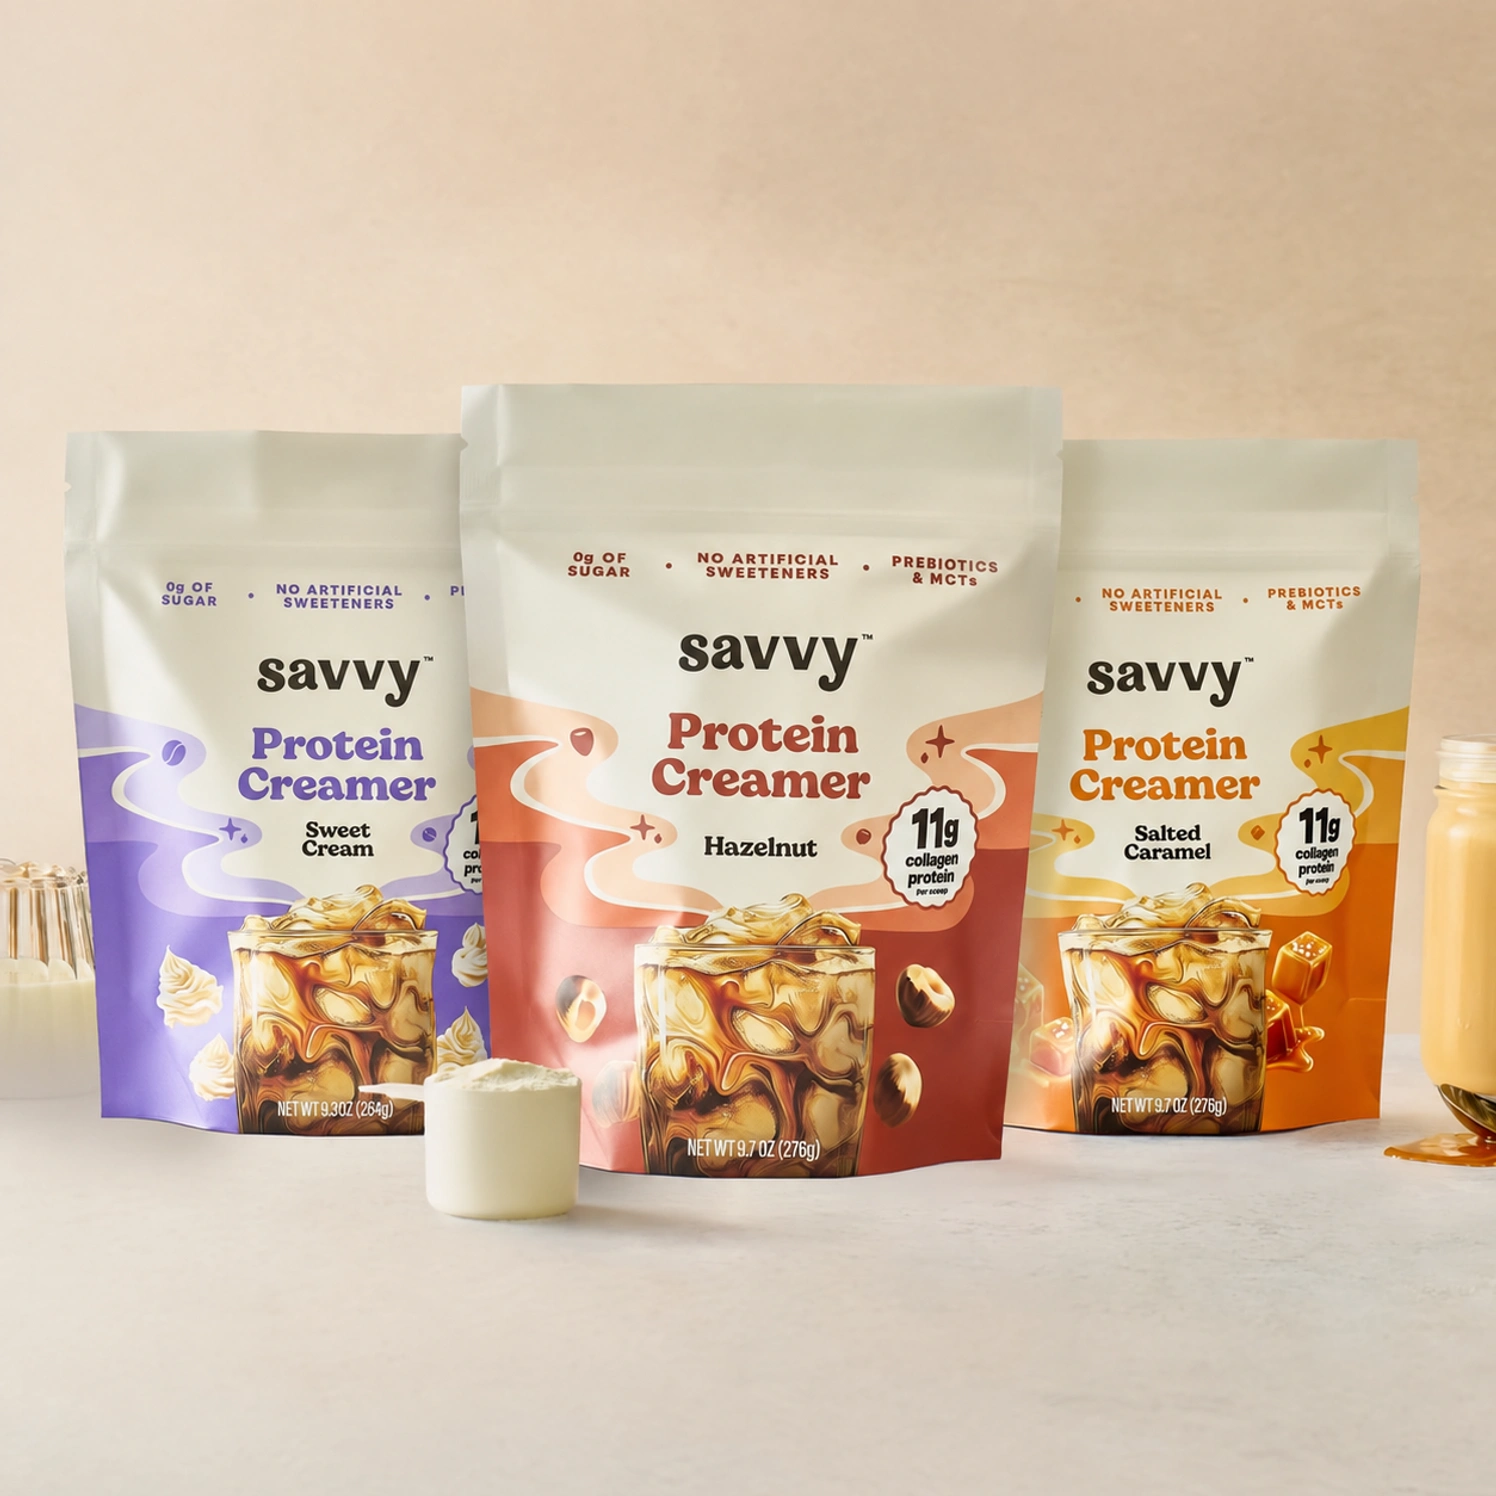 0g OF
SUGAR
•
NO ARTIFICIAL
SWEETENERS
•
savvy™
Protein
Creamer
Sweet
Cream
NET WT 9.3OZ (264g)
0g OF
SUGAR
•
NO ARTIFICIAL
SWEETENERS
•
PREBIOTICS
& MCTs
savvy™
Protein
Creamer
Hazelnut
11g
collagen
protein
per scoop
NET WT 9.7 OZ (276g)
•
NO ARTIFICIAL
SWEETENERS
•
PREBIOTICS
& MCTs
savvy™
Protein
Creamer
Salted
Caramel
11g
collagen
protein
per scoop
NET WT 9.7 OZ (276g)